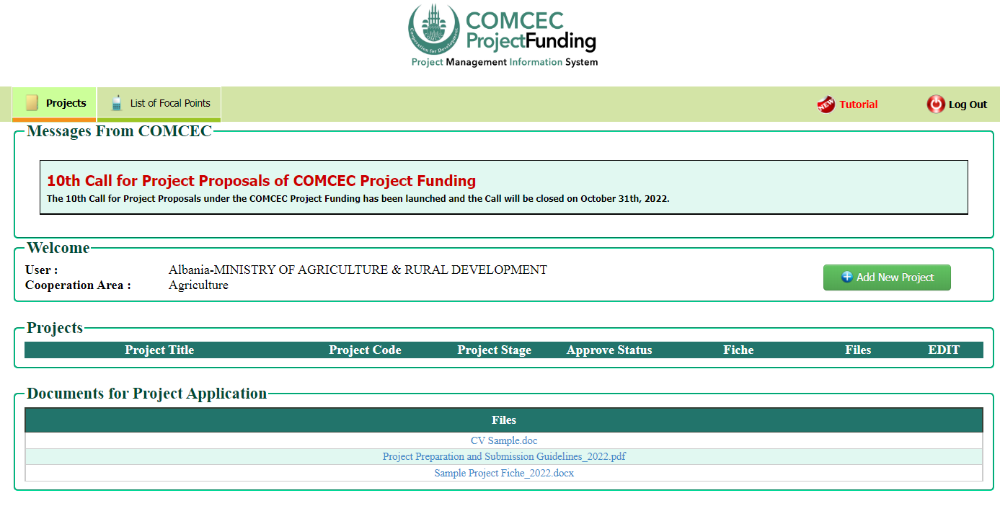 Cooperation for Development
COMCEC
ProjectFunding
Project Management Information System
Projects
List of Focal Points
NEW
Tutorial
Log Out
Messages From COMCEC
10th Call for Project Proposals of COMCEC Project Funding
The 10th Call for Project Proposals under the COMCEC Project Funding has been launched and the Call will be closed on October 31th, 2022.
Welcome
User : Albania-MINISTRY OF AGRICULTURE & RURAL DEVELOPMENT
Cooperation Area : Agriculture
Add New Project
Projects
Project Title Project Code Project Stage Approve Status Fiche Files EDIT
Documents for Project Application
Files
CV Sample.doc
Project Preparation and Submission Guidelines_2022.pdf
Sample Project Fiche_2022.docx